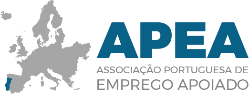 APEA
ASSOCIAÇÃO PORTUGUESA DE
EMPREGO APOIADO